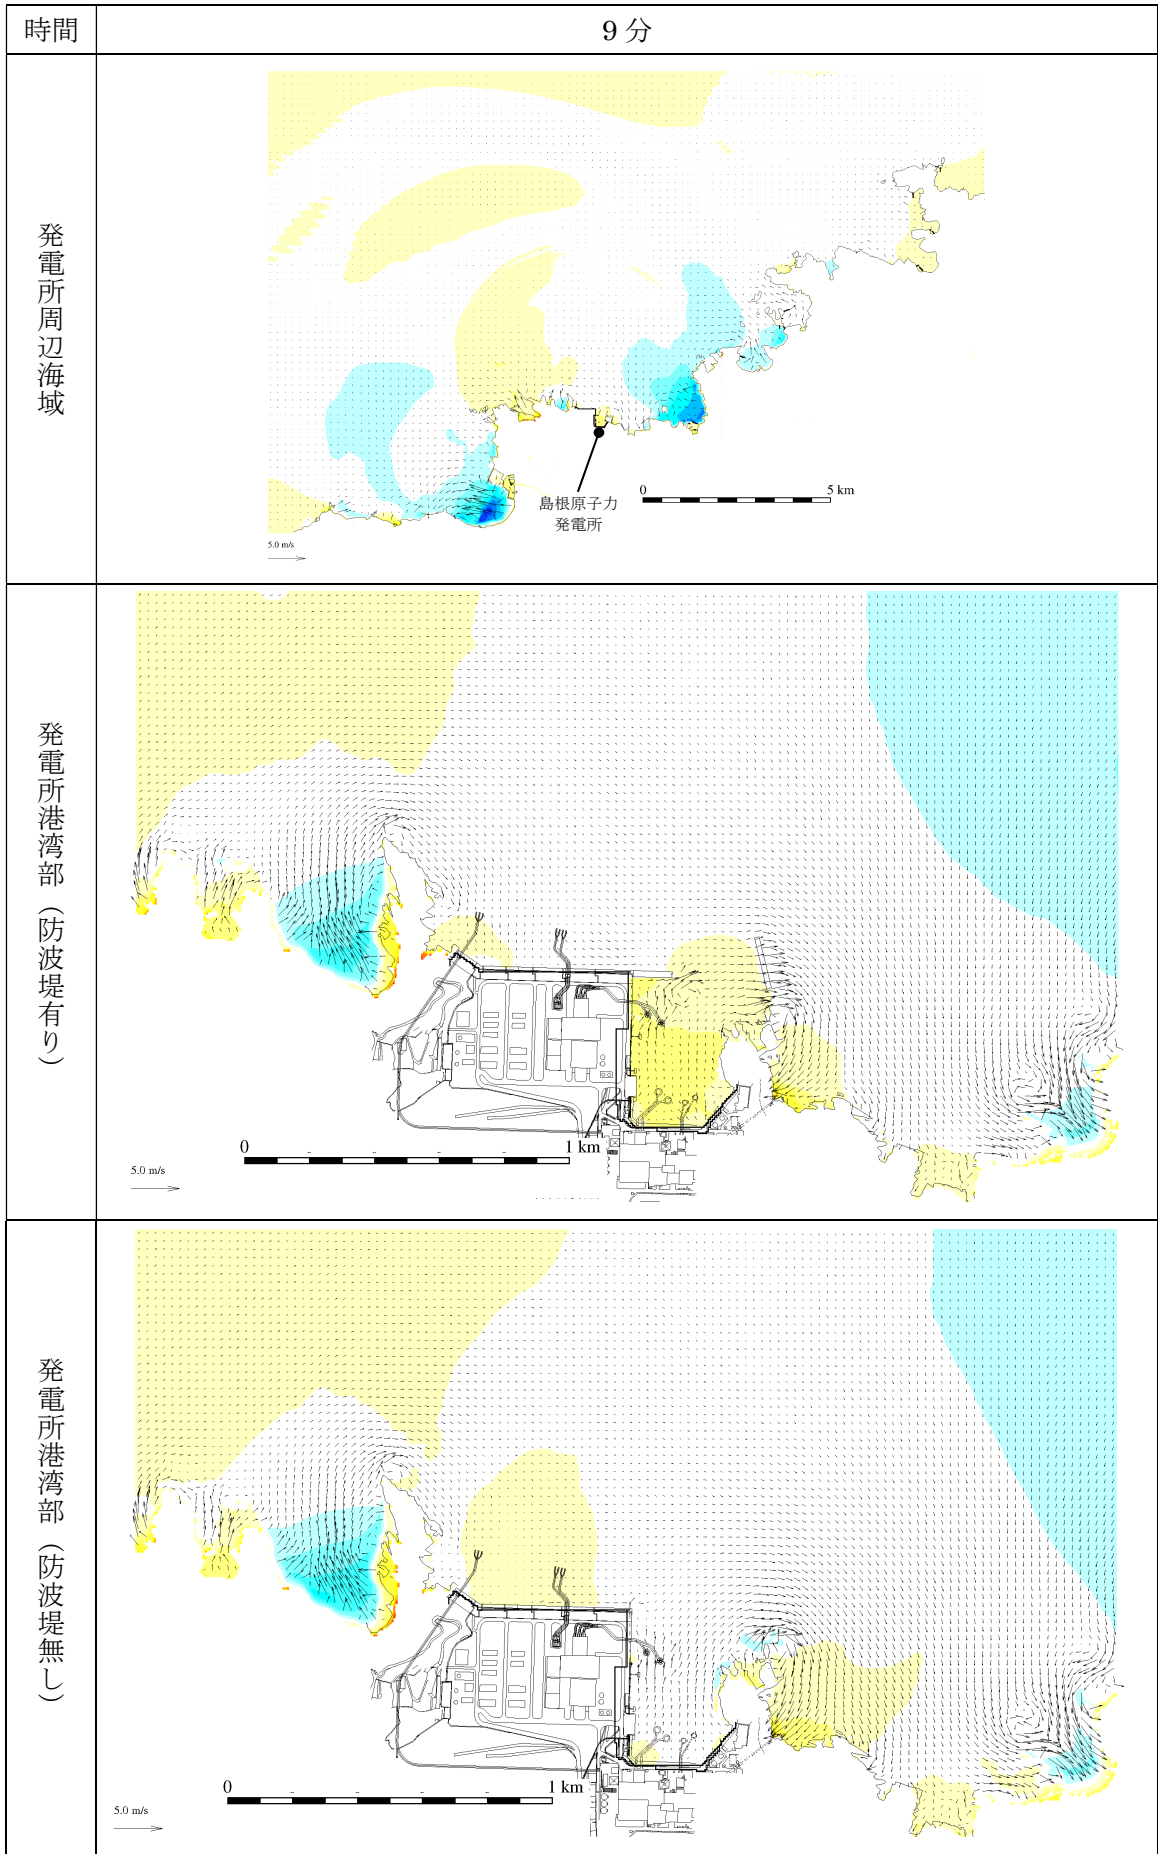 時間
9分
発電所周辺海域
島根原子力
発電所
0
5 km
5.0 m/s
発電所港湾部（防波堤有り）
0
1 km
5.0 m/s
発電所港湾部（防波堤無し）
0
1 km
5.0 m/s